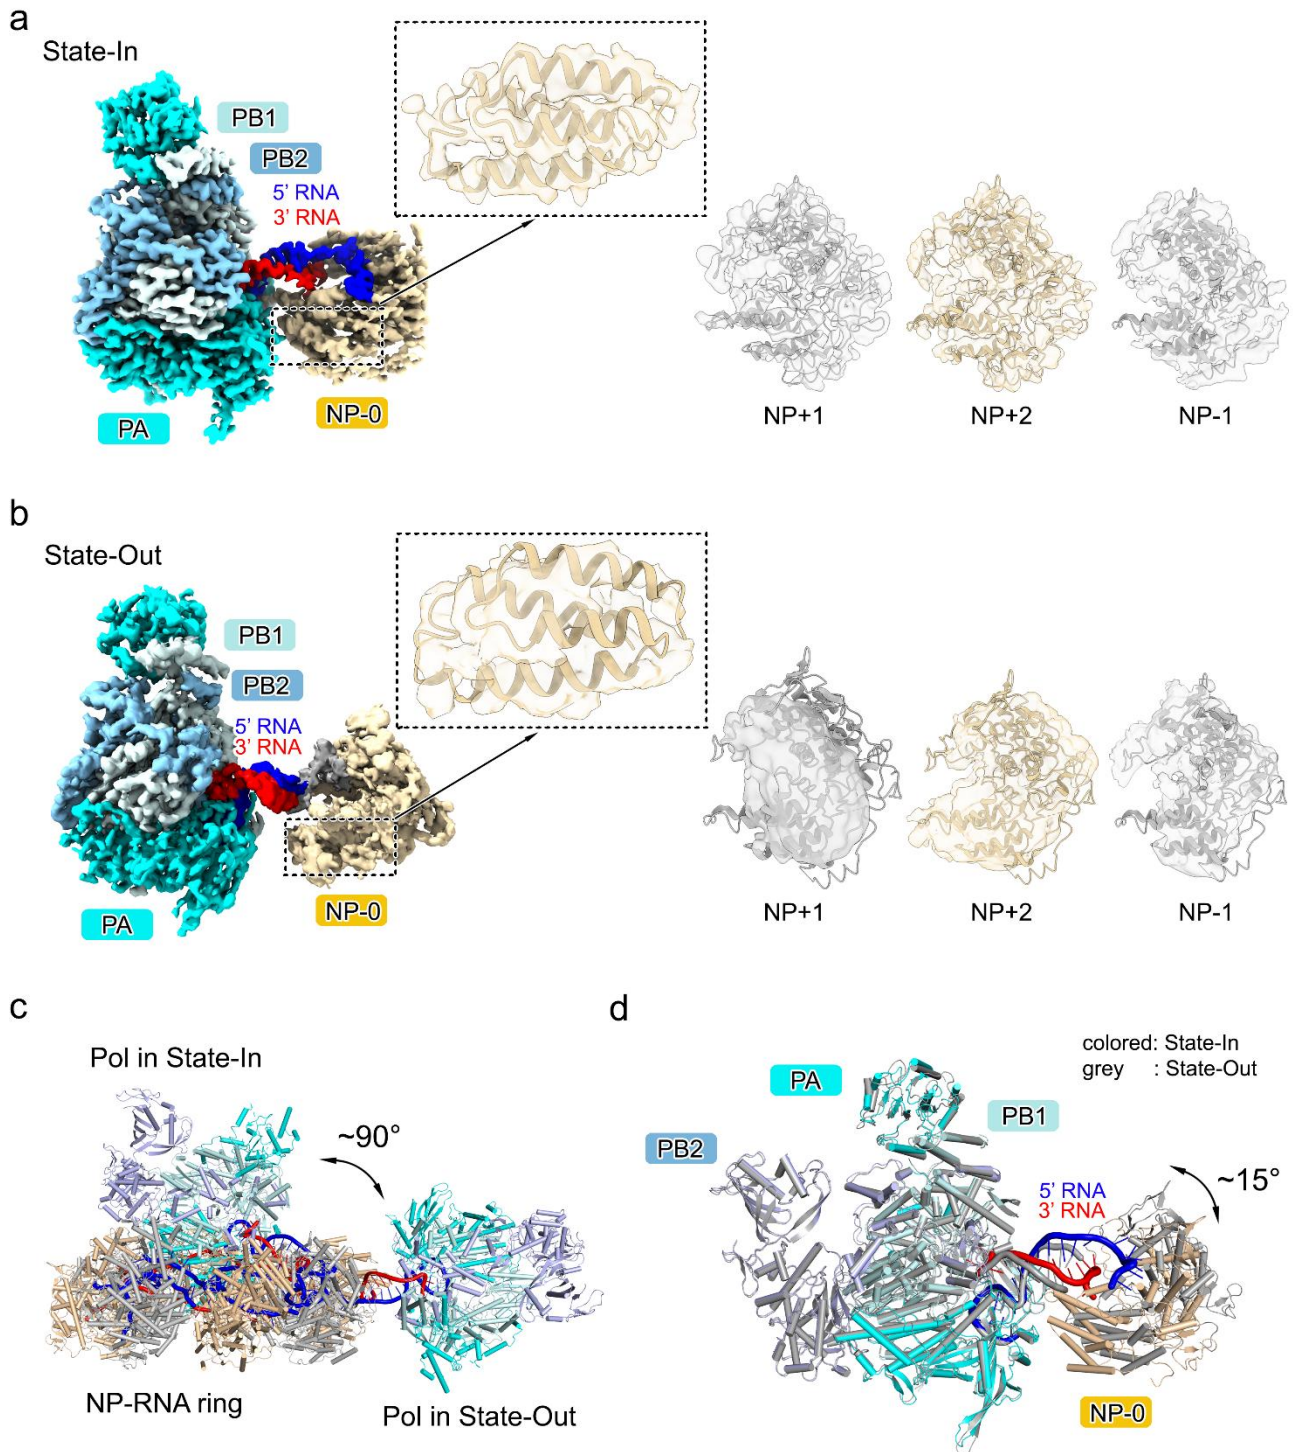 a
State-In
PB1
PB2
5’ RNA
3’ RNA
PA
NP-0
NP+1
NP+2
NP-1
b
State-Out
PB1
PB2
5’ RNA
3’ RNA
PA
NP-0
NP+1
NP+2
NP-1
c
Pol in State-In
~90°
NP-RNA ring
Pol in State-Out
d
colored: State-In
grey : State-Out
PA
PB1
PB2
5’ RNA
3’ RNA
~15°
NP-0